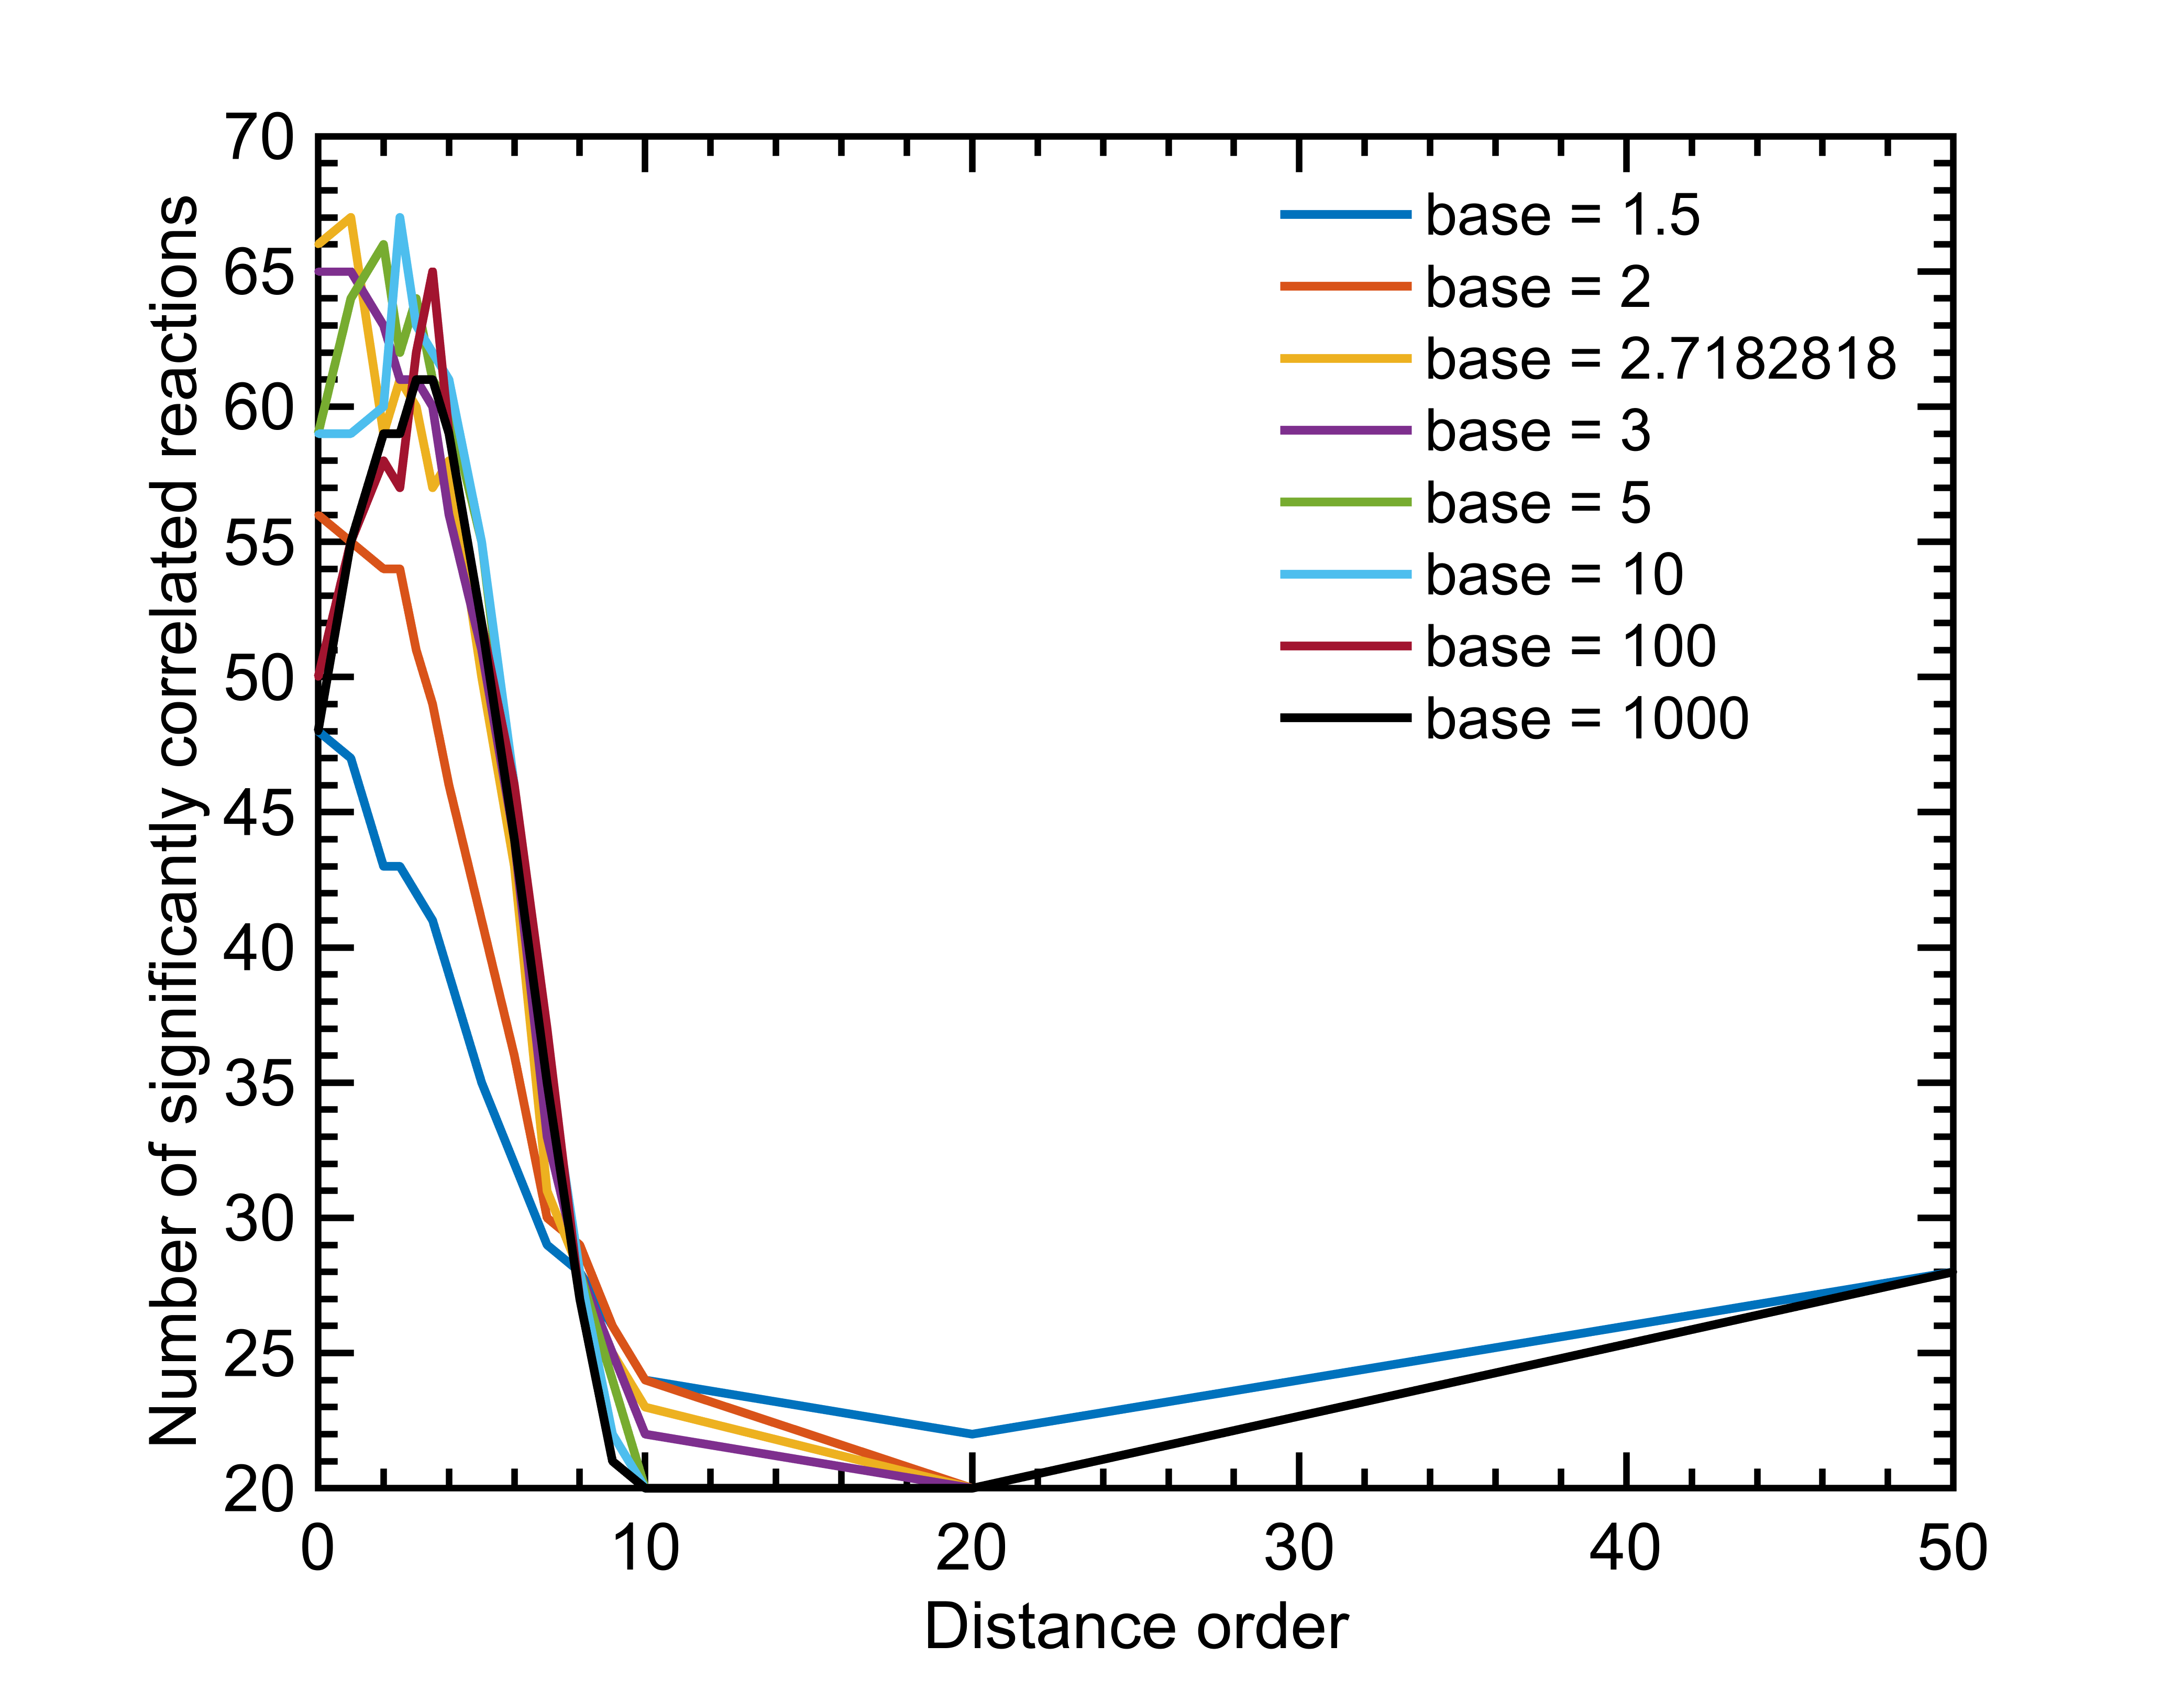 70
65
60
55
50
45
40
35
30
25
20
Number of significantly correlated reactions
base = 1.5
base = 2
base = 2.7182818
base = 3
base = 5
base = 10
base = 100
base = 1000
0 10 20 30 40 50
Distance order